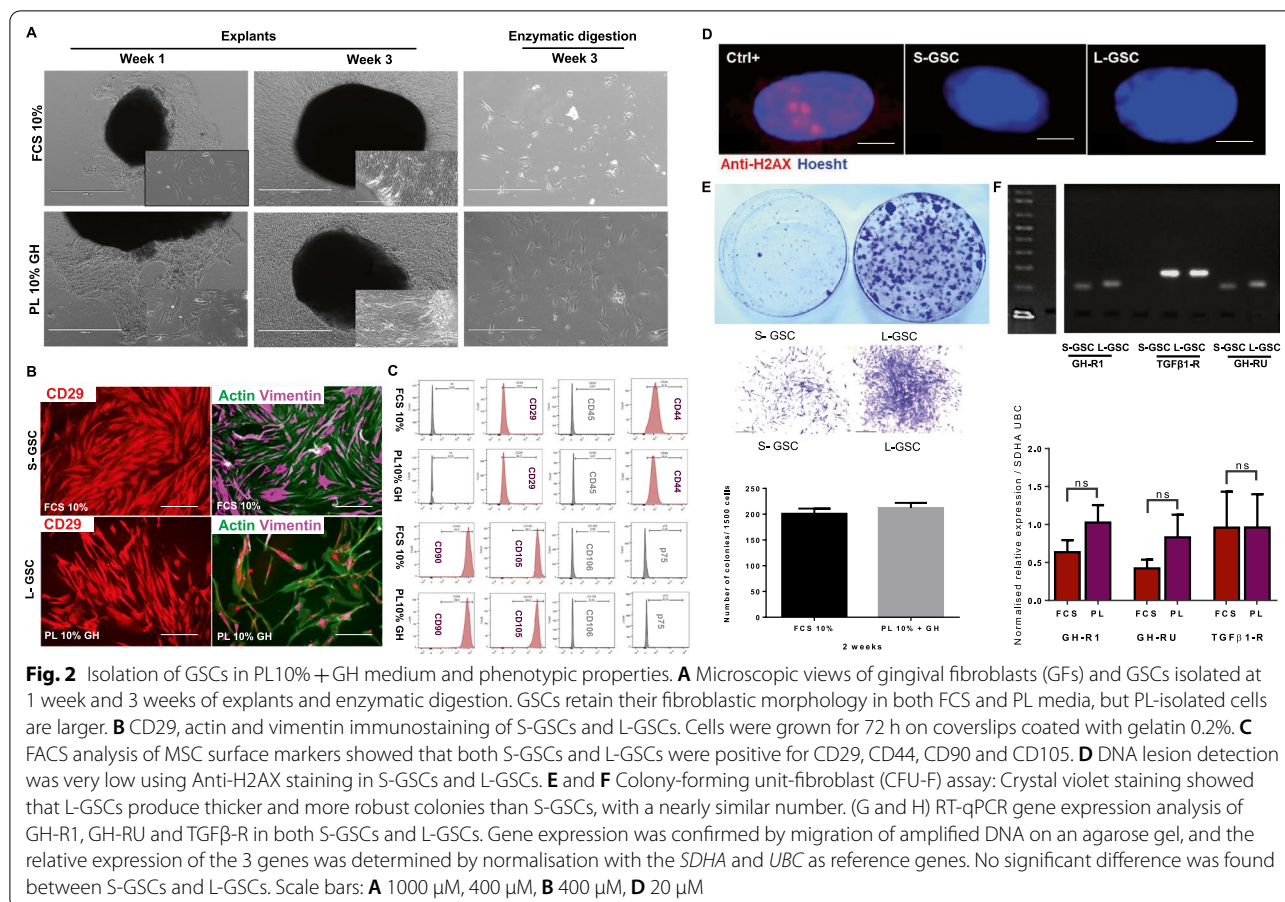 A
Explants
Enzymatic digestion
Week 1
Week 3
Week 3
FCS 10%
PL 10% GH
B
CD29
Actin Vimentin
S- GSC
FCS 10%
FCS 10%
CD29
Actin Vimentin
L- GSC
PL 10% GH
PL 10% GH
C
FCS 10%
CD29
CD45
CD44
PL10% GH
CD29
CD45
CD44
FCS 10%
CD90
CD105
CD106
p75
PL10% GH
CD90
CD105
CD106
p75
D
Ctrl+
S-GSC
L-GSC
Anti-H2AX Hoesht
E
S- GSC
L-GSC
S- GSC
L-GSC
Number of colonies/ 1500 cells
250
200
150
100
50
0
FCS 10%
PL 10% + GH
2 weeks
F
S-GSC L-GSC
S-GSC L-GSC
S-GSC L-GSC
GH-R1
TGFβ1-R
GH-RU
Normalised relative expression / SDHA UBC
2.0
1.5
1.0
0.5
0.0
ns
ns
ns
FCS PL
FCS PL
FCS PL
GH-R1
GH-RU
TGFβ1-R
Fig. 2 Isolation of GSCs in PL10% + GH medium and phenotypic properties. A Microscopic views of gingival fibroblasts (GFs) and GSCs isolated at
1 week and 3 weeks of explants and enzymatic digestion. GSCs retain their fibroblastic morphology in both FCS and PL media, but PL-isolated cells
are larger. B CD29, actin and vimentin immunostaining of S-GSCs and L-GSCs. Cells were grown for 72 h on coverslips coated with gelatin 0.2%. C
FACS analysis of MSC surface markers showed that both S-GSCs and L-GSCs were positive for CD29, CD44, CD90 and CD105. D DNA lesion detection
was very low using Anti-H2AX staining in S-GSCs and L-GSCs. E and F Colony-forming unit-fibroblast (CFU-F) assay: Crystal violet staining showed
that L-GSCs produce thicker and more robust colonies than S-GSCs, with a nearly similar number. (G and H) RT-qPCR gene expression analysis of
GH-R1, GH-RU and TGFβ-R in both S-GSCs and L-GSCs. Gene expression was confirmed by migration of amplified DNA on an agarose gel, and the
relative expression of the 3 genes was determined by normalisation with the SDHA and UBC as reference genes. No significant difference was found
between S-GSCs and L-GSCs. Scale bars: A 1000 μM, 400 μM, B 400 μM, D 20 μM